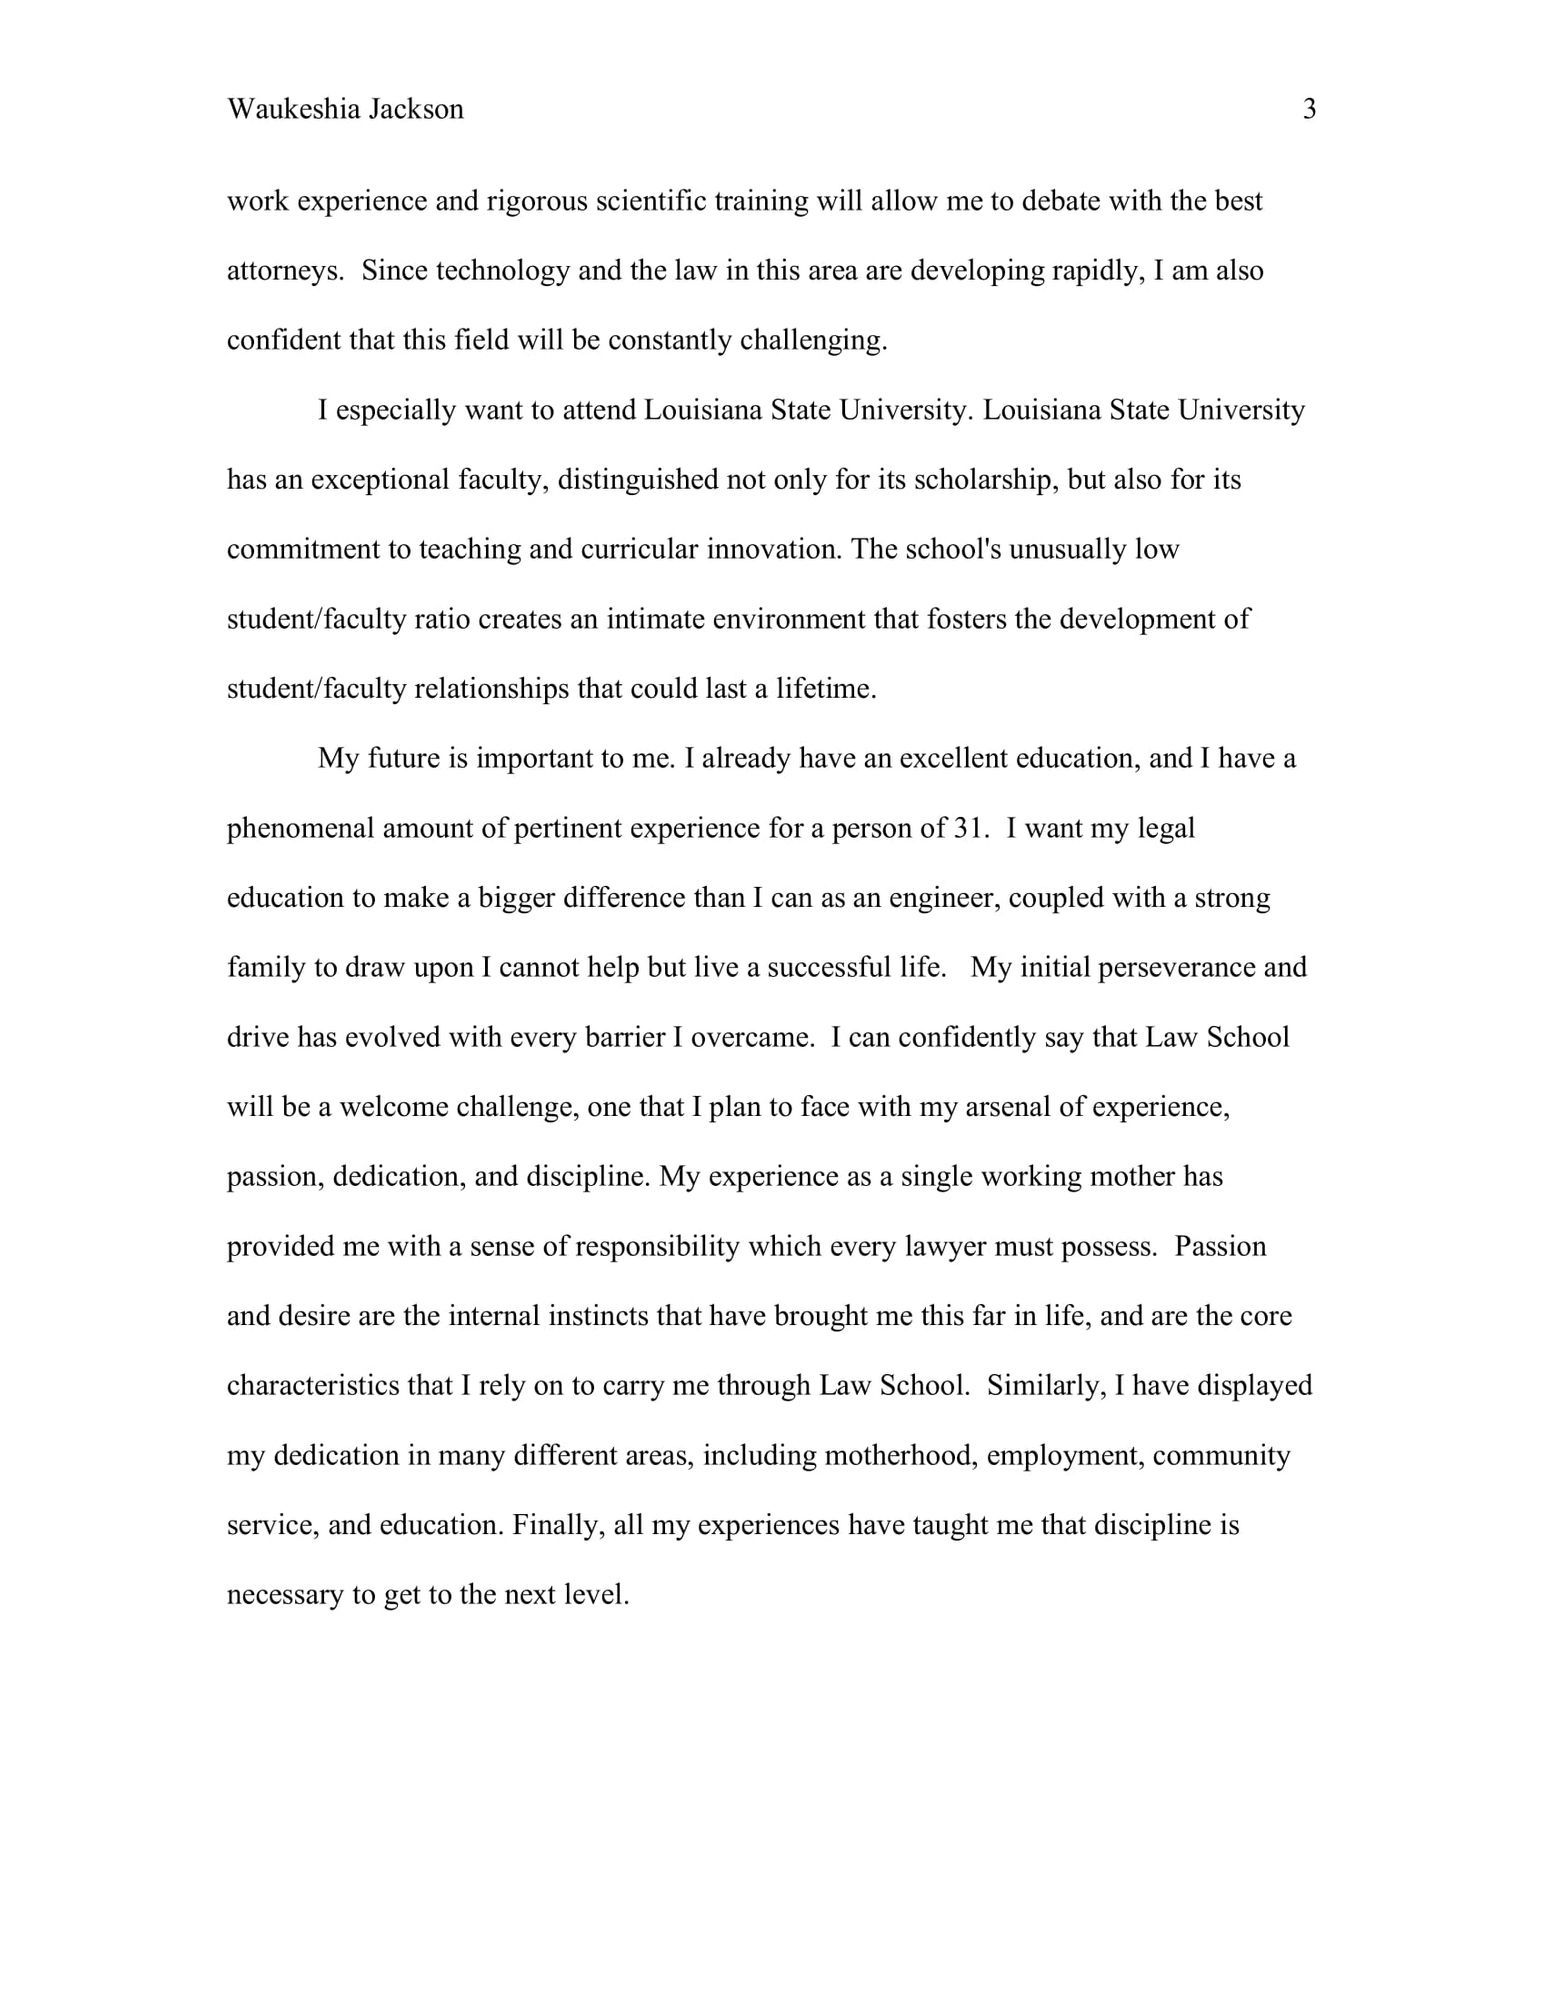 Waukeshia Jackson 3
work experience and rigorous scientific training will allow me to debate with the best
attorneys.  Since technology and the law in this area are developing rapidly, I am also
confident that this field will be constantly challenging.
I especially want to attend Louisiana State University. Louisiana State University
has an exceptional faculty, distinguished not only for its scholarship, but also for its
commitment to teaching and curricular innovation. The school's unusually low
student/faculty ratio creates an intimate environment that fosters the development of
student/faculty relationships that could last a lifetime.
My future is important to me. I already have an excellent education, and I have a
phenomenal amount of pertinent experience for a person of 31.  I want my legal
education to make a bigger difference than I can as an engineer, coupled with a strong
family to draw upon I cannot help but live a successful life.   My initial perseverance and
drive has evolved with every barrier I overcame.  I can confidently say that Law School
will be a welcome challenge, one that I plan to face with my arsenal of experience,
passion, dedication, and discipline. My experience as a single working mother has
provided me with a sense of responsibility which every lawyer must possess.  Passion
and desire are the internal instincts that have brought me this far in life, and are the core
characteristics that I rely on to carry me through Law School.  Similarly, I have displayed
my dedication in many different areas, including motherhood, employment, community
service, and education. Finally, all my experiences have taught me that discipline is
necessary to get to the next level.